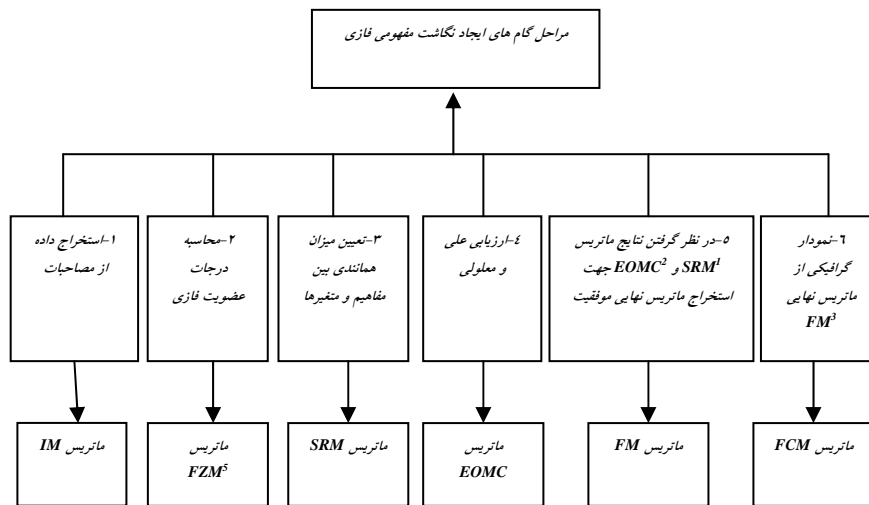 مراحل گام های ایجاد نگاشت مفهومی فازی
۱-استخراج داده
از مصاحبات
۲-محاسبه
درجات
عضویت فازی
۳-تعیین میزان
همانندی بین
مفاهیم و متغیرها
٤-ارزیابی علی
و معلولی
۵-در نظر گرفتن نتایج ماتریس
SRM¹ و EOMC² جهت
استخراج ماتریس نهایی موفقیت
٦-نمودار
گرافیکی از
ماتریس نهایی
FM³
ماتریس IM
ماتریس
FZM⁵
ماتریس SRM
ماتریس
EOMC
ماتریس FM
ماتریس FCM